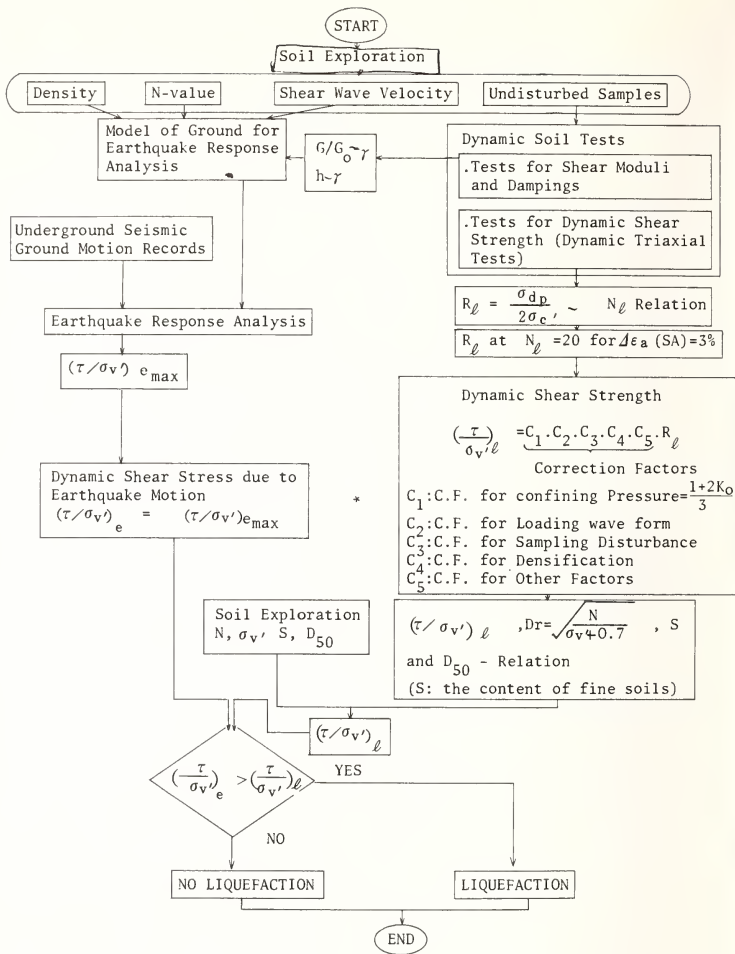 START
Soil Exploration
Density
N-value
Shear Wave Velocity
Undisturbed Samples
Model of Ground for
Earthquake Response
Analysis
G/Go~γ
h~γ
Dynamic Soil Tests
.Tests for Shear Moduli
and Dampings
.Tests for Dynamic Shear
Strength (Dynamic Triaxial
Tests)
Underground Seismic
Ground Motion Records
Rℓ = σdp/2σc' ~ Nℓ Relation
Earthquake Response Analysis
Rℓ at Nℓ =20 for Δεa (SA)=3%
(τ/σv') e max
Dynamic Shear Strength
(τ/σv')ℓ =C1.C2.C3.C4.C5.Rℓ
Correction Factors
C1:C.F. for confining Pressure=1+2Ko/3
C2:C.F. for Loading wave form
C3:C.F. for Sampling Disturbance
C4:C.F. for Densification
C5:C.F. for Other Factors
Dynamic Shear Stress due to
Earthquake Motion
(τ/σv')e = (τ/σv')e max
*
Soil Exploration
N, σv' S, D50
(τ/σv')ℓ ,Dr=√N/σv'+0.7 , S
and D50 - Relation
(S: the content of fine soils)
(τ/σv')ℓ
(τ/σv')e >(τ/σv')ℓ
YES
NO
NO LIQUEFACTION
LIQUEFACTION
END